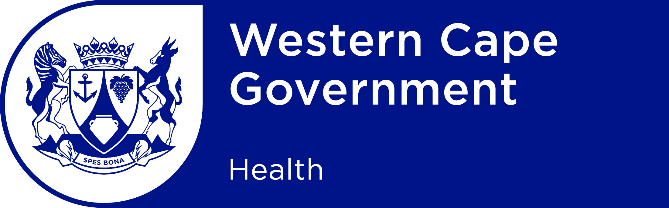 Western Cape
Government
Health
SPES BONA